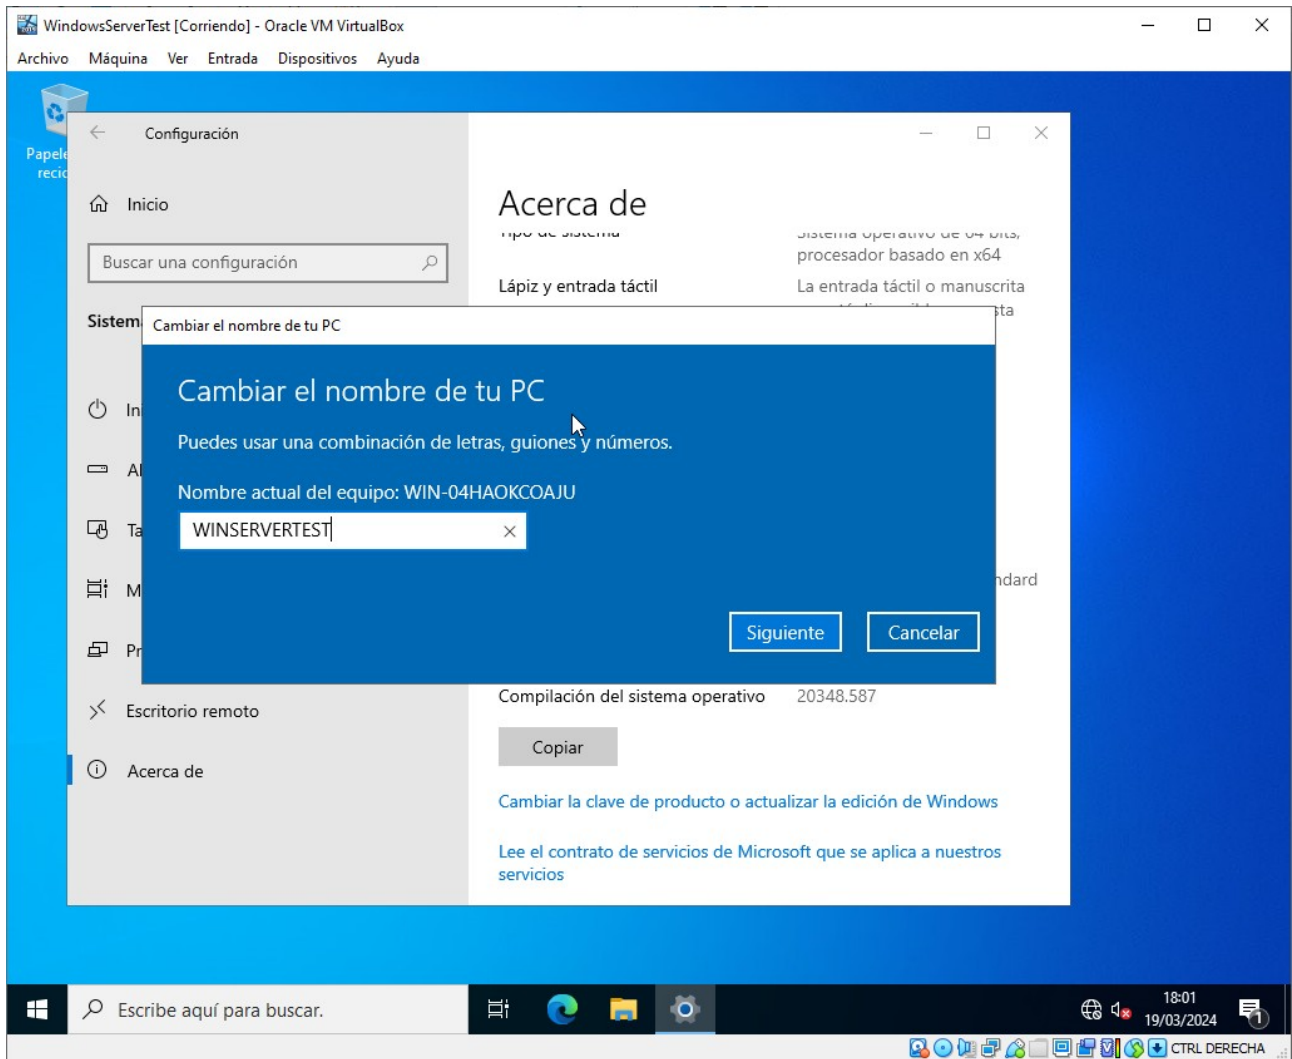 WindowsServerTest [Corriendo] - Oracle VM VirtualBox
Archivo Máquina Ver Entrada Dispositivos Ayuda
Configuración
Inicio
Acerca de
Buscar una configuración
Tipo de sistema
Sistema operativo de 64 bits,
procesador basado en x64
Lápiz y entrada táctil
La entrada táctil o manuscrita
Cambiar el nombre de tu PC
Cambiar el nombre de tu PC
Puedes usar una combinación de letras, guiones y números.
Nombre actual del equipo: WIN-04HAOKCOAJU
WINSERVERTEST
Siguiente
Cancelar
Compilación del sistema operativo 20348.587
Escritorio remoto
Copiar
Acerca de
Cambiar la clave de producto o actualizar la edición de Windows
Lee el contrato de servicios de Microsoft que se aplica a nuestros
servicios
Escribe aquí para buscar.
18:01
19/03/2024
1
CTRL DERECHA